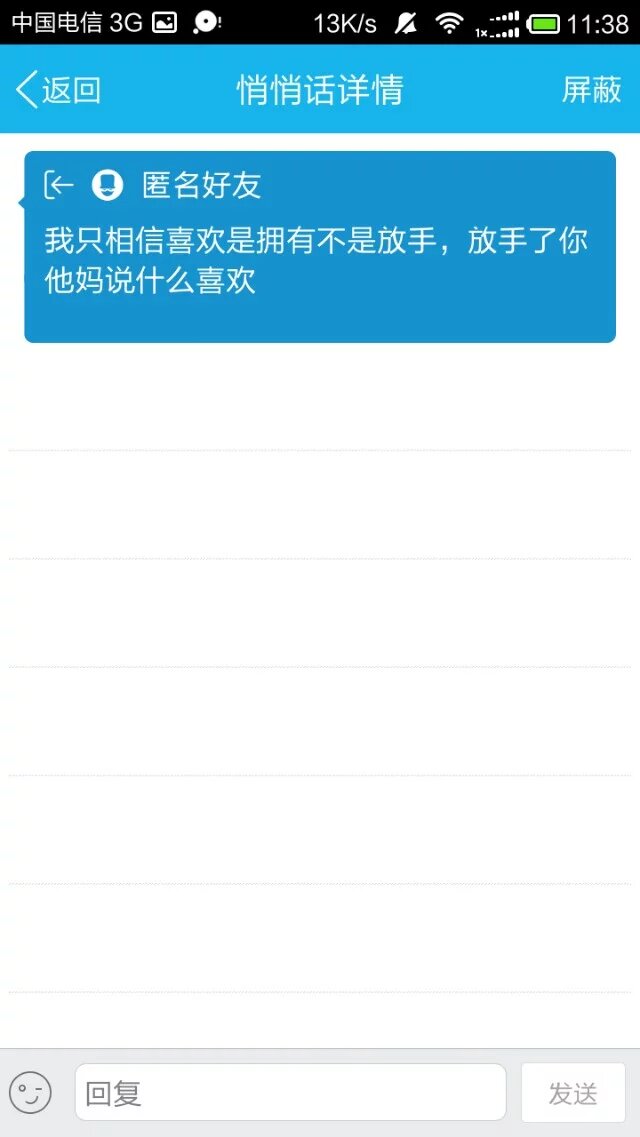 中国电信 3G 13K/s 1x 11:38
返回 悄悄话详情 屏蔽
匿名好友
我只相信喜欢是拥有不是放手，放手了你
他妈说什么喜欢
回复 发送